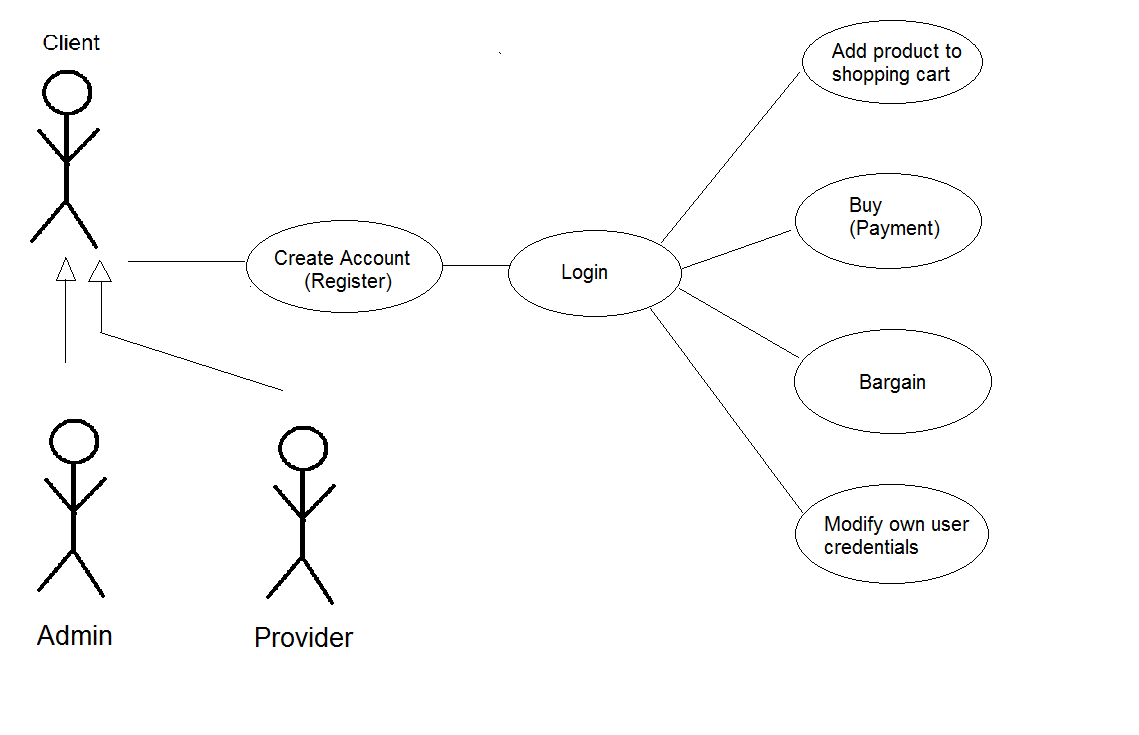 Client
Add product to
shopping cart
Buy
(Payment)
Create Account
(Register)
Login
Bargain
Modify own user
credentials
Admin
Provider